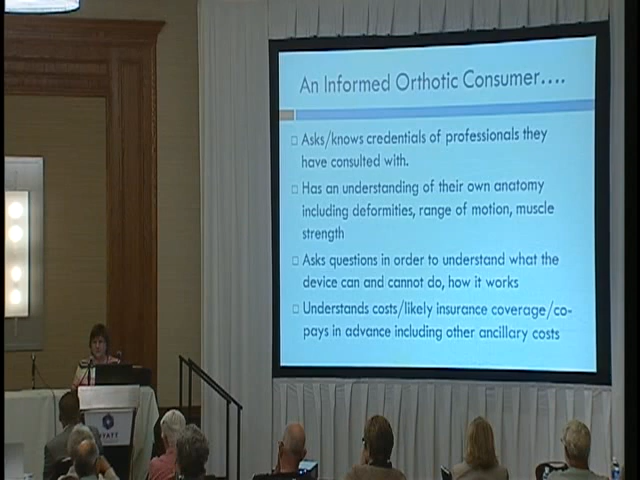 An Informed Orthotic Consumer....
□ Asks/knows credentials of professionals they
have consulted with.
□ Has an understanding of their own anatomy
including deformities, range of motion, muscle
strength
□ Asks questions in order to understand what the
device can and cannot do, how it works
□ Understands costs/likely insurance coverage/co-
pays in advance including other ancillary costs
HYATT